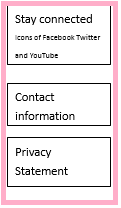 Stay connected
Icons of Facebook Twitter
and YouTube
Contact
information
Privacy
Statement